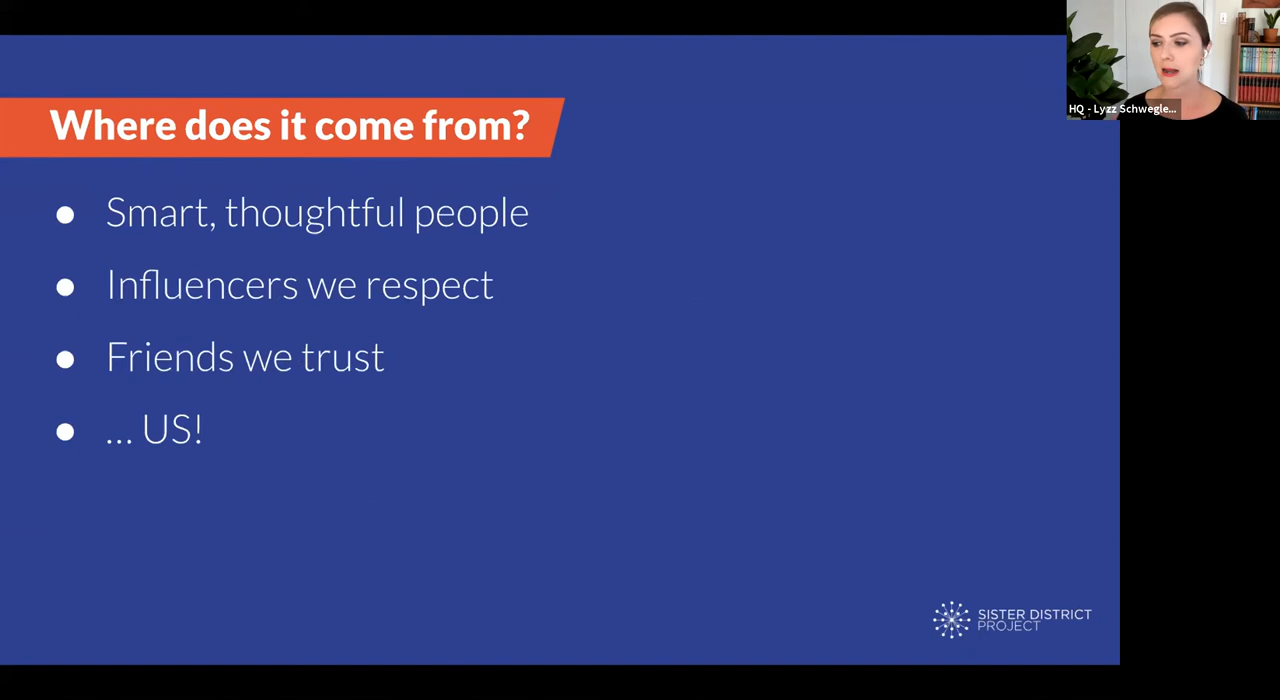 Where does it come from?
● Smart, thoughtful people
● Influencers we respect
● Friends we trust
● ... US!
HQ - Lyzz Schwegle...
SISTER DISTRICT
PROJECT